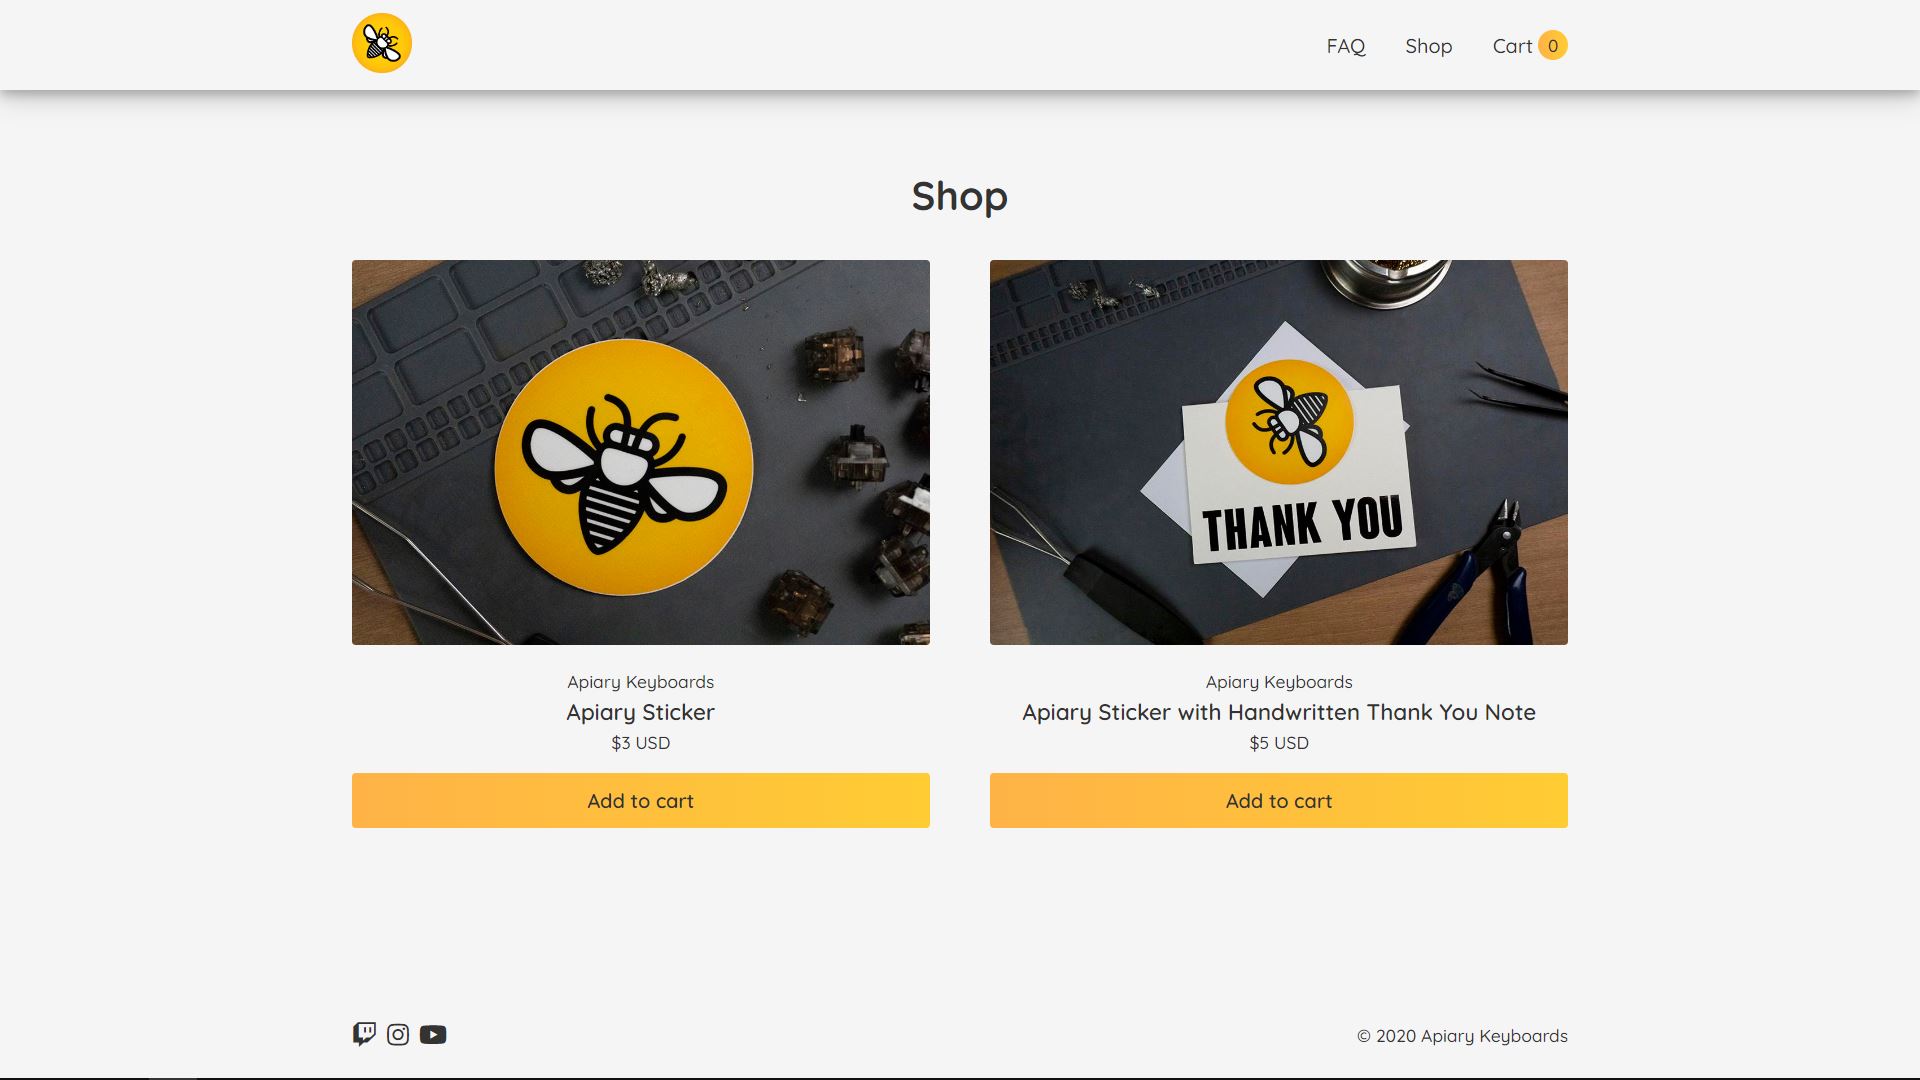 FAQ
Shop
Cart 0
Shop
THANK YOU
Apiary Keyboards
Apiary Sticker
$3 USD
Add to cart
Apiary Keyboards
Apiary Sticker with Handwritten Thank You Note
$5 USD
Add to cart
© 2020 Apiary Keyboards